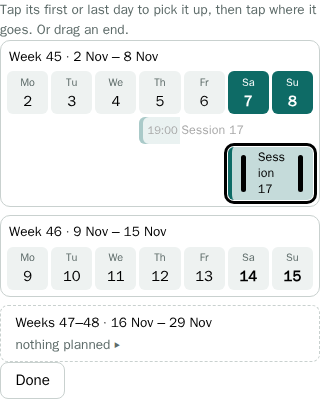 Tap its first or last day to pick it up, then tap where it
goes. Or drag an end.
Week 45 · 2 Nov – 8 Nov
Mo Tu We Th Fr Sa Su
2 3 4 5 6 7 8
19:00 Session 17
Sess
ion
17
Week 46 · 9 Nov – 15 Nov
Mo Tu We Th Fr Sa Su
9 10 11 12 13 14 15
Weeks 47–48 · 16 Nov – 29 Nov
nothing planned ▸
Done